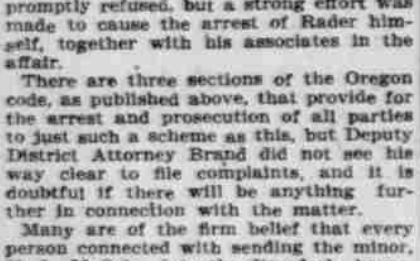 promptly refused, but a strong effort was
made to cause the arrest of Rader him-
self, together with his associates in the
affair.
There are three sections of the Oregon
code, as published above, that provide for
the arrest and prosecution of all parties
to just such a scheme as this, but Deputy
District Attorney Brand did not see his
way clear to file complaints, and it is
doubtful if there will be anything fur-
ther in connection with the matter.
Many are of the firm belief that every
person connected with sending the minor,